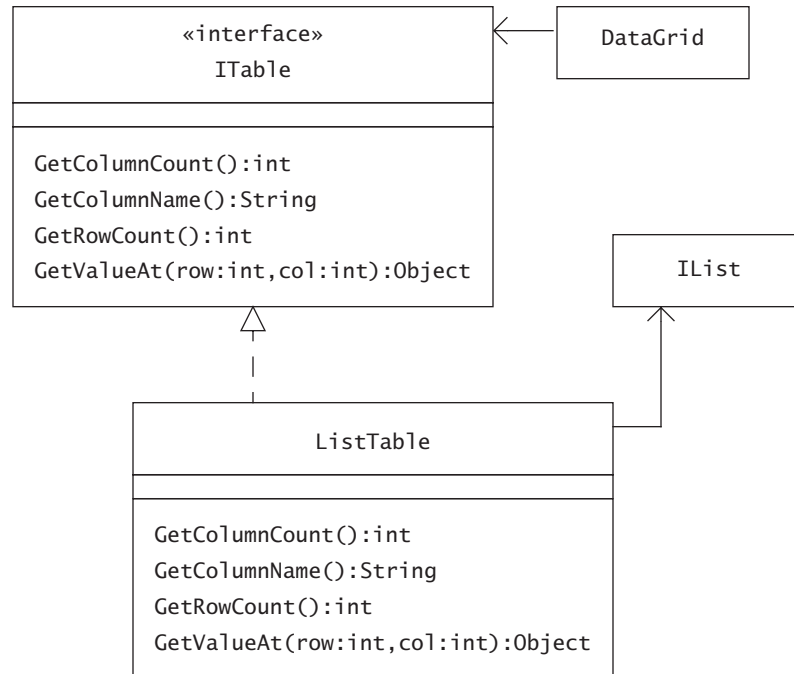 «interface»
ITable
DataGrid
GetColumnCount():int
GetColumnName():String
GetRowCount():int
GetValueAt(row:int,col:int):Object
IList
ListTable
GetColumnCount():int
GetColumnName():String
GetRowCount():int
GetValueAt(row:int,col:int):Object